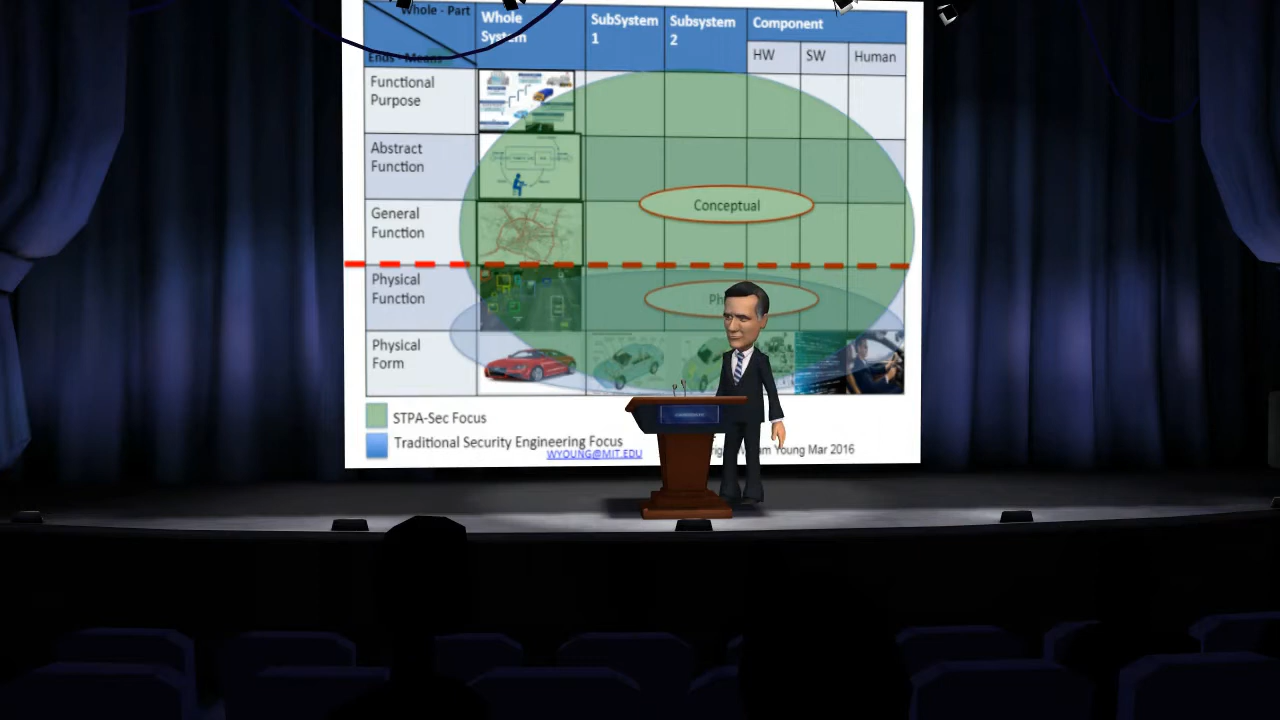 Whole - Part
Ends - Means
Whole System
SubSystem 1
Subsystem 2
Component
HW
SW
Human
Functional Purpose
Abstract Function
General Function
Conceptual
Physical Function
Physical Form
STPA-Sec Focus
Traditional Security Engineering Focus
WYOUNG@MIT.EDU
Young Mar 2016